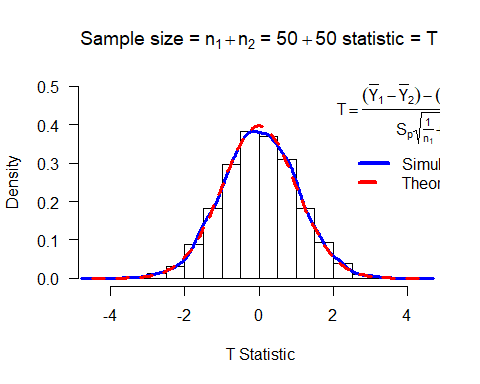 Sample size = n₁ + n₂ = 50 + 50 statistic = T
T = (Ȳ₁ − Ȳ₂) − (
Sₚ √ 1/n₁ -
Simul
Theor
Density
0.5
0.4
0.3
0.2
0.1
0.0
-4 -2 0 2 4
T Statistic